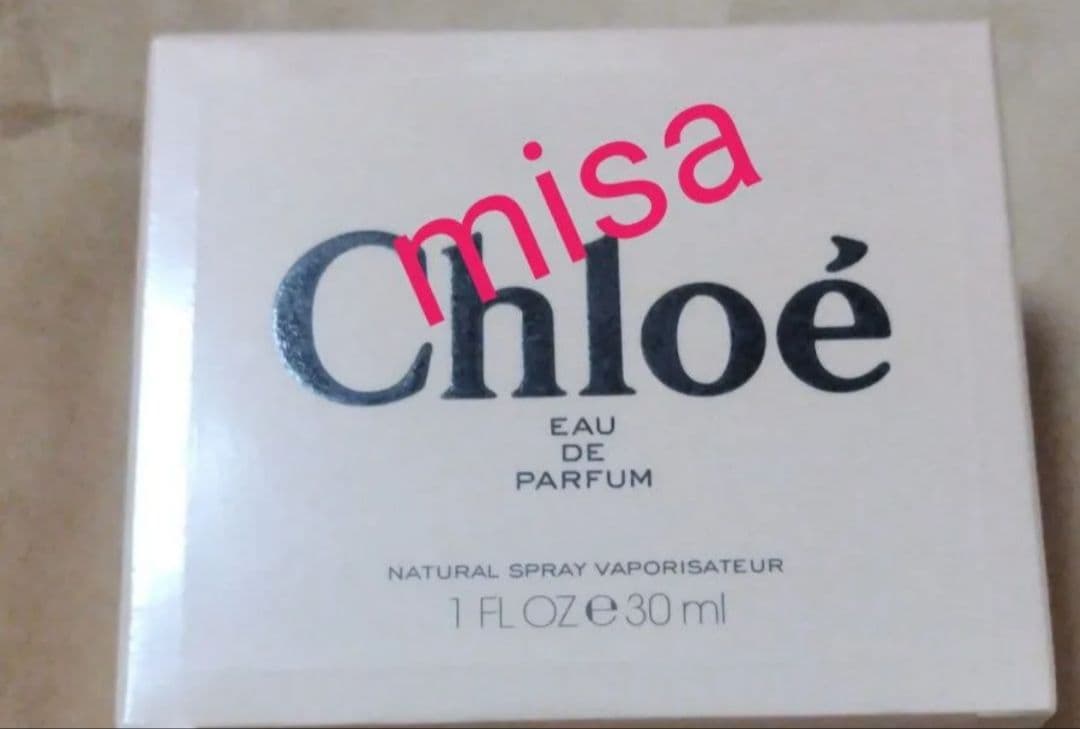 misa
Chloé
EAU
DE
PARFUM
NATURAL SPRAY VAPORISATEUR
1 FL OZ e 30 ml